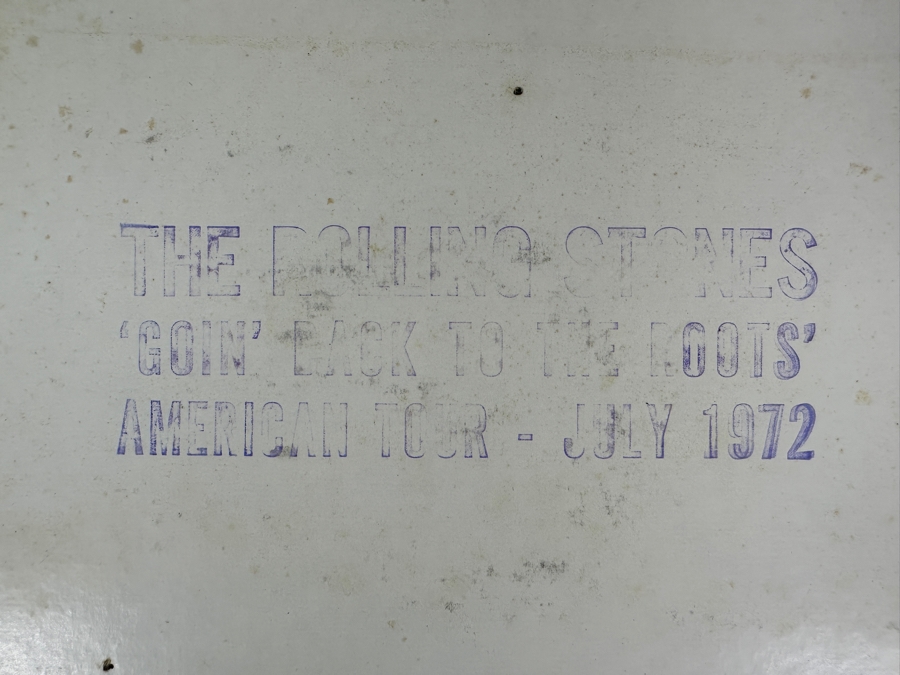 THE ROLLING STONES
‘GOIN’ BACK TO THE ROOTS’
AMERICAN TOUR - JULY 1972